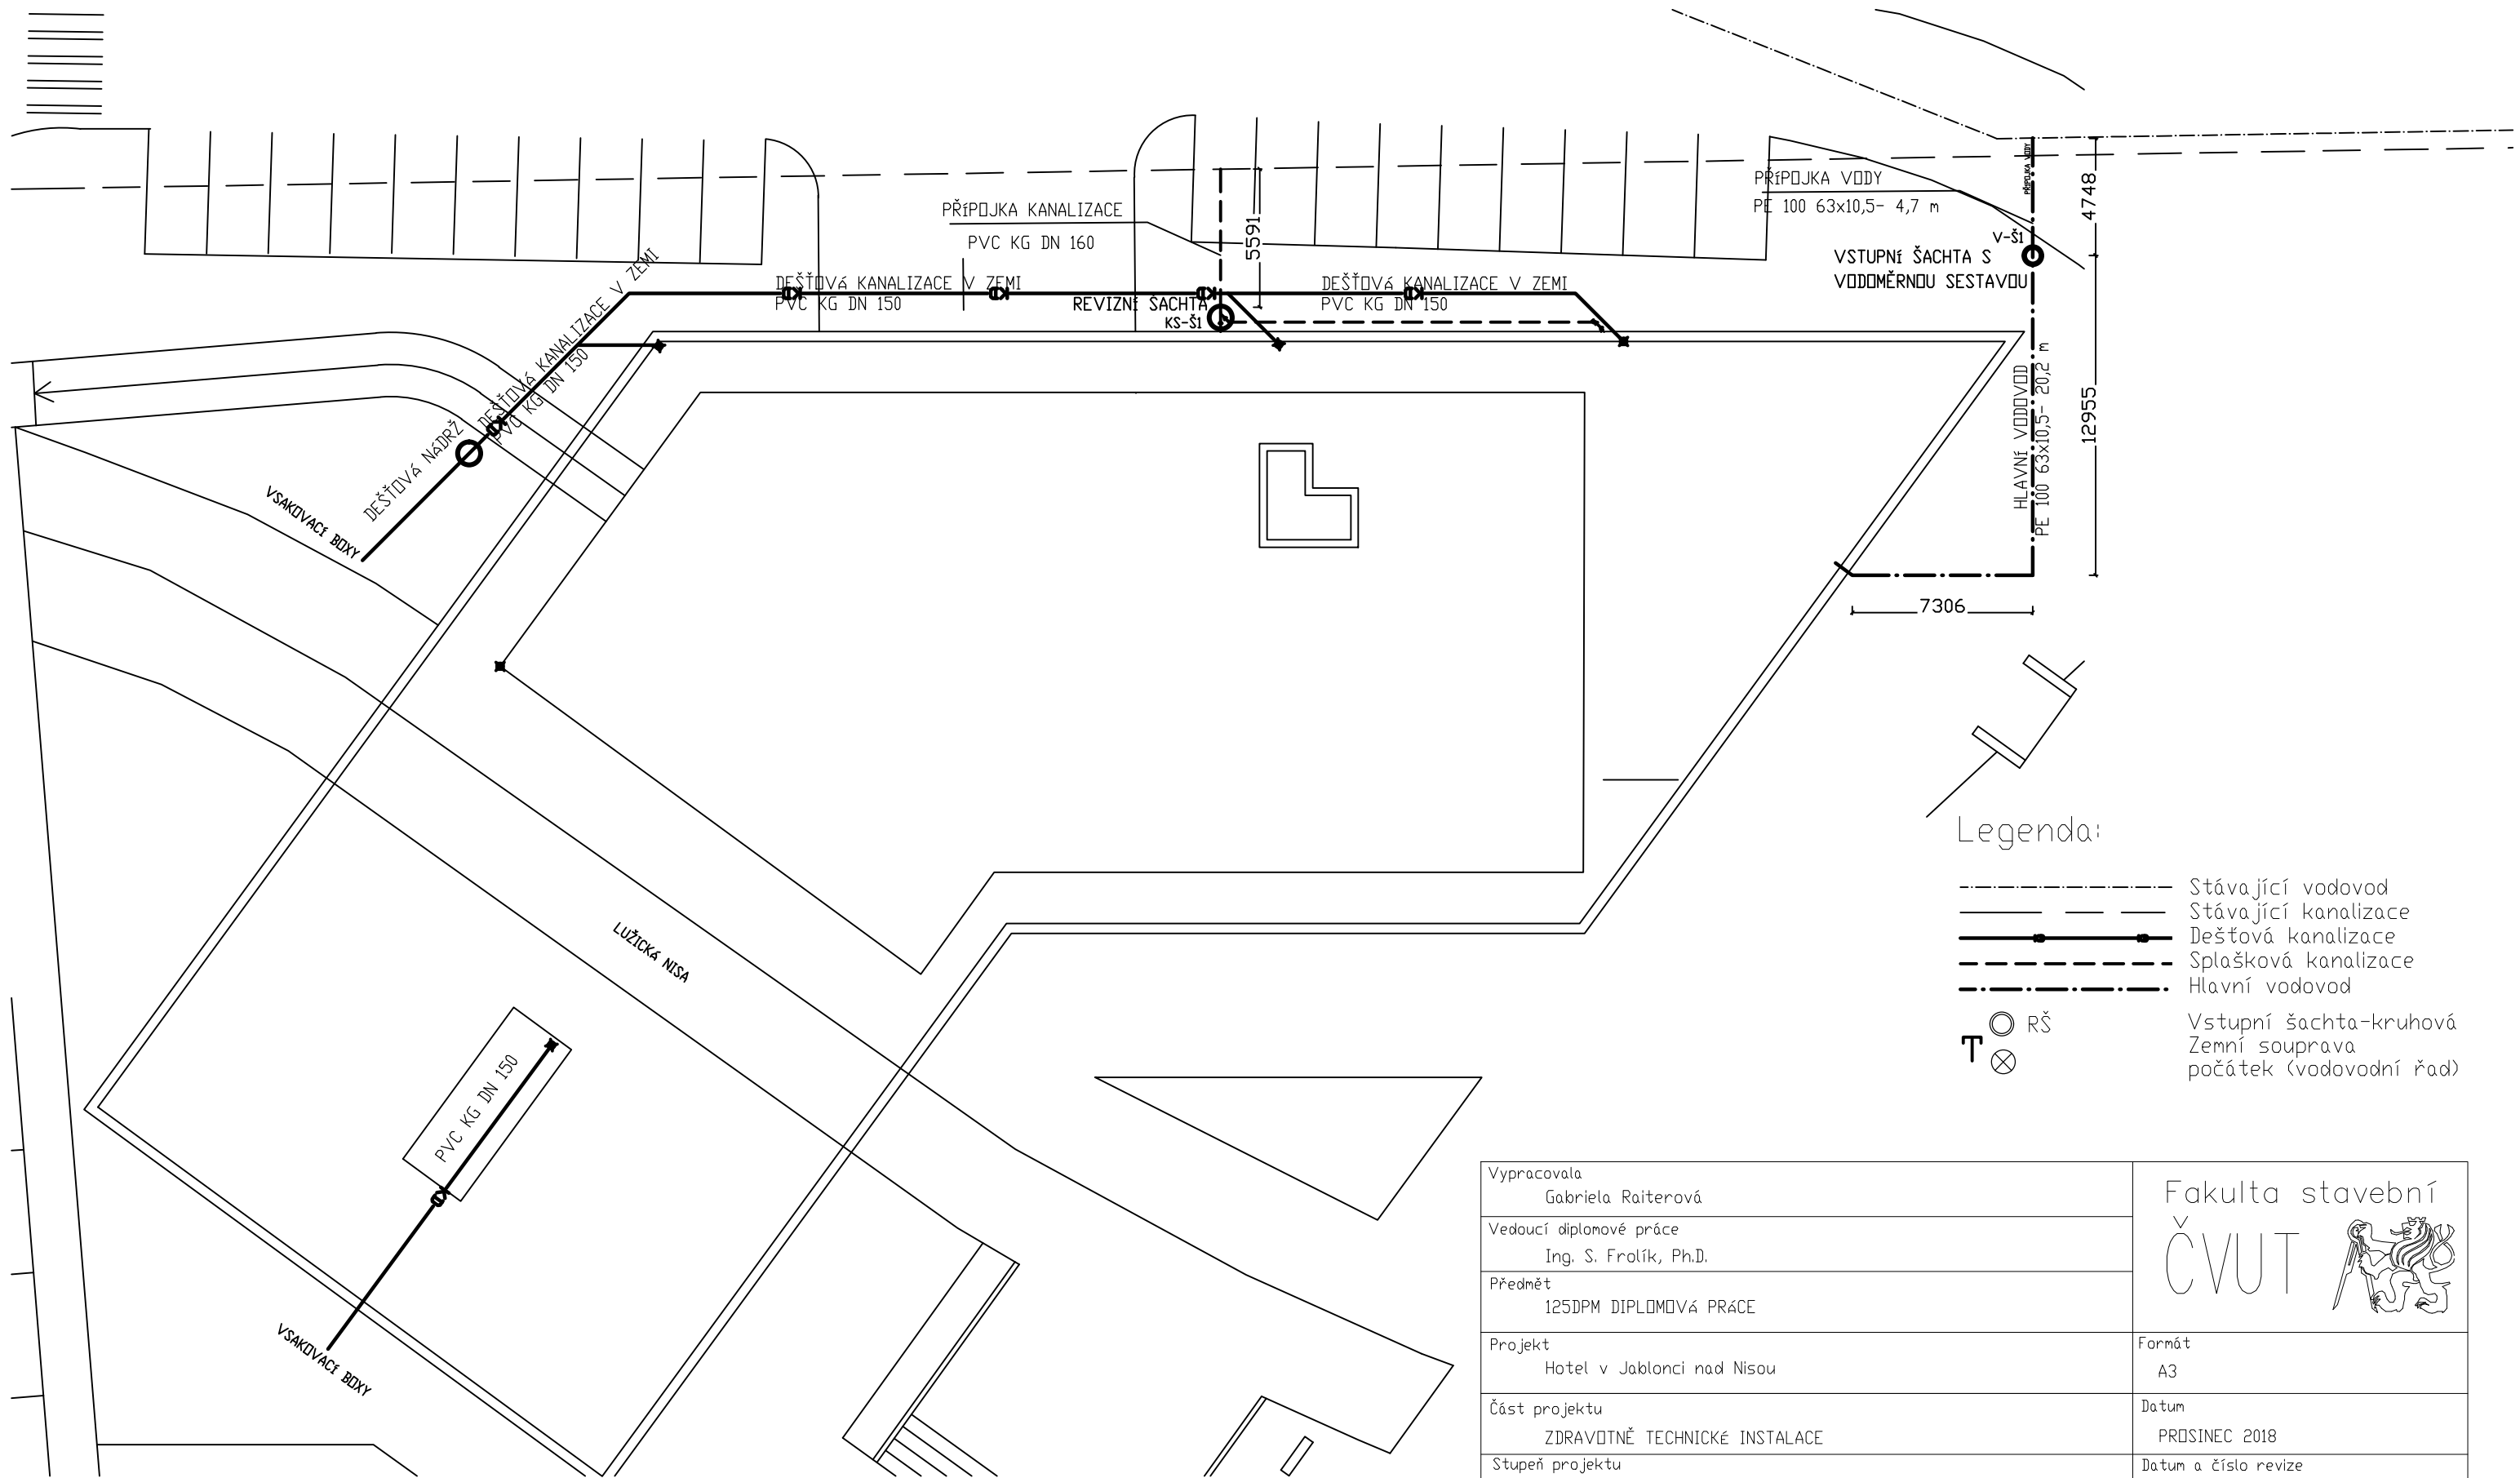 PŘÍPOJKA VODY
PE 100 63x10,5- 4,7 m
PŘÍPOJKA VODY
4748
V-Š1
VSTUPNÍ ŠACHTA S
VODOMĚRNOU SESTAVOU
PŘÍPOJKA KANALIZACE
PVC KG DN 160
5591
DEŠŤOVÁ KANALIZACE V ZEMI
PVC KG DN 150
REVIZNÍ ŠACHTA
KS-Š1
DEŠŤOVÁ KANALIZACE V ZEMI
PVC KG DN 150
DEŠŤOVÁ KANALIZACE V ZEMI
PVC KG DN 150
DEŠŤOVÁ NÁDRŽ
VSAKOVACÍ BOXY
HLAVNÍ VODOVOD
PE 100 63x10,5- 20,2 m
12955
7306
LUŽICKÁ NISA
PVC KG DN 150
VSAKOVACÍ BOXY
Legenda:
Stávající vodovod
Stávající kanalizace
Dešťová kanalizace
Splašková kanalizace
Hlavní vodovod
RŠ
Vstupní šachta-kruhová
Zemní souprava
počátek (vodovodní řad)
Vypracovala
Gabriela Raiterová
Vedoucí diplomové práce
Ing. S. Frolík, Ph.D.
Předmět
125DPM DIPLOMOVÁ PRÁCE
Projekt
Hotel v Jablonci nad Nisou
Část projektu
ZDRAVOTNĚ TECHNICKÉ INSTALACE
Stupeň projektu
Fakulta stavební
ČVUT
Formát
A3
Datum
PROSINEC 2018
Datum a číslo revize